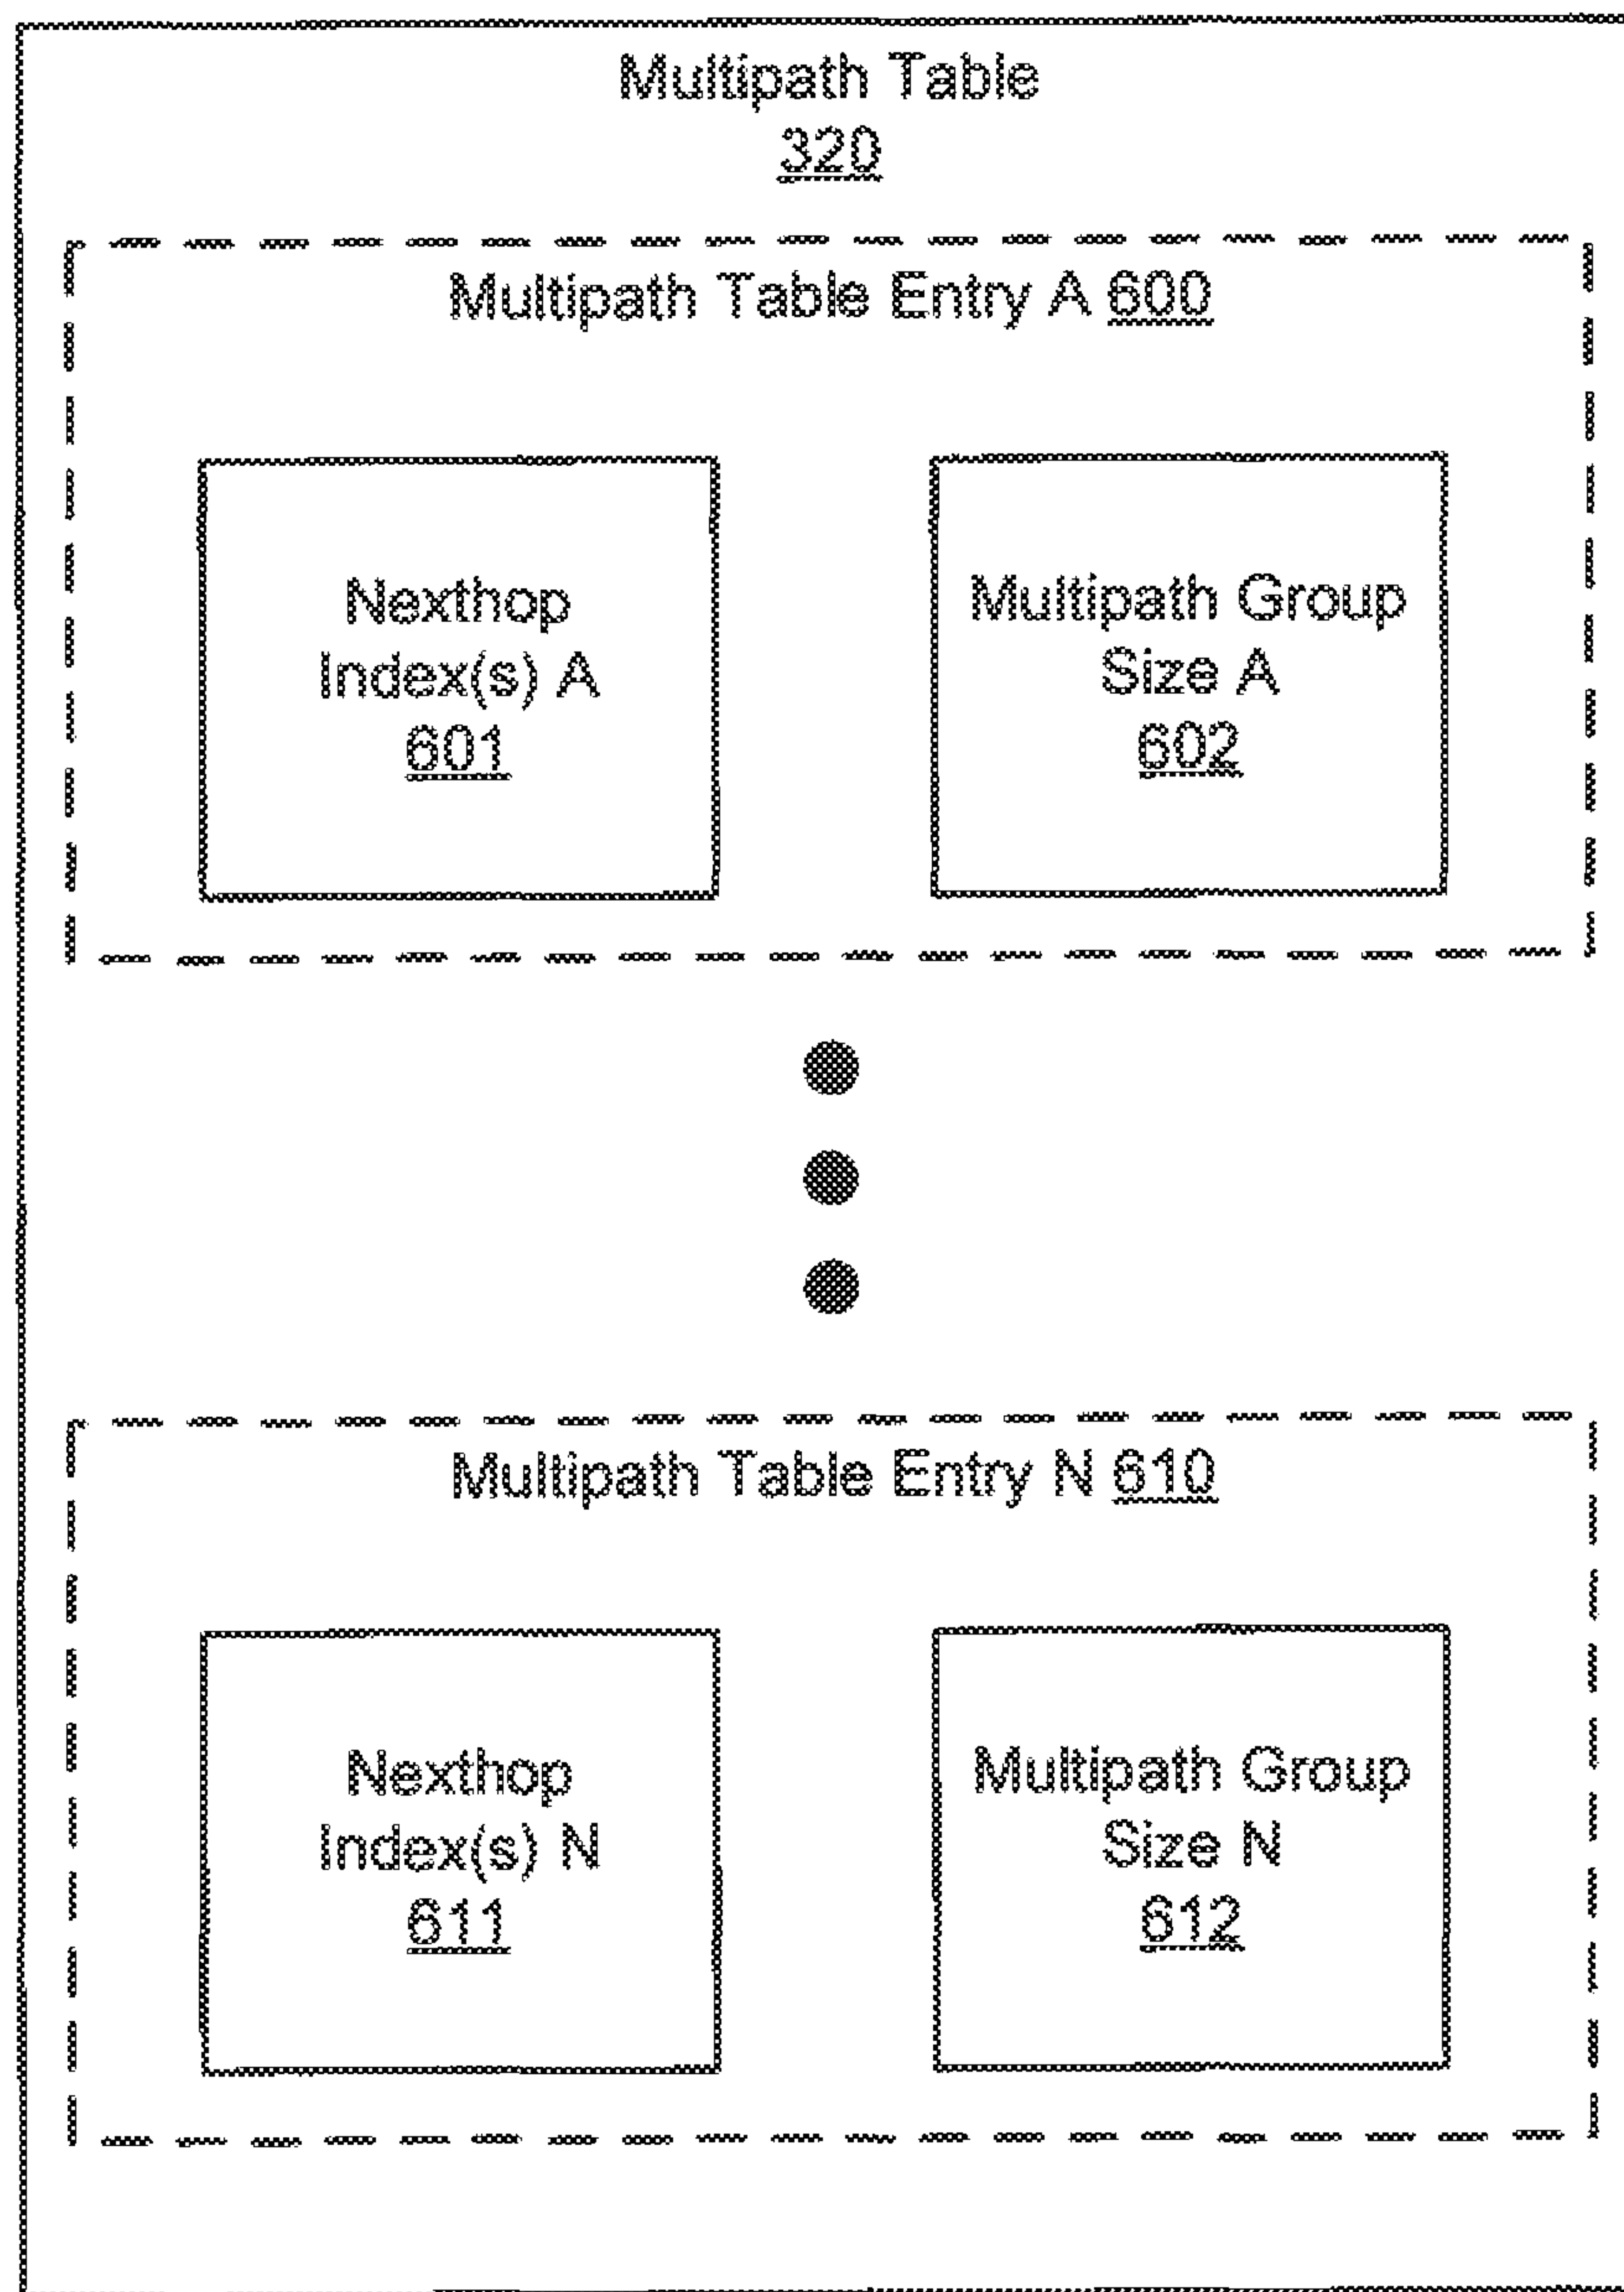 Multipath Table
320
Multipath Table Entry A 600
Nexthop
Index(s) A
601
Multipath Group
Size A
602
Multipath Table Entry N 610
Nexthop
Index(s) N
611
Multipath Group
Size N
612